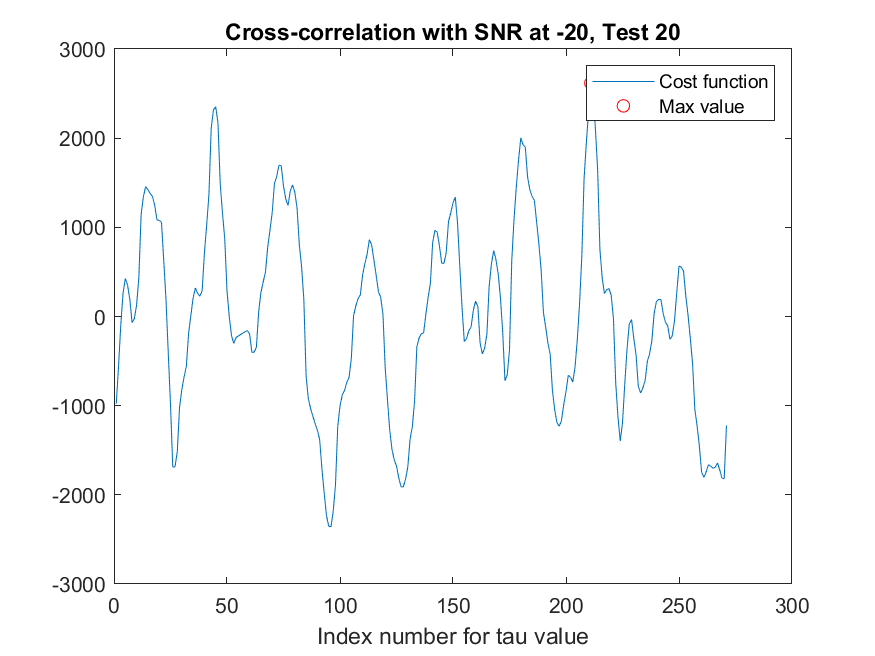 Cross-correlation with SNR at -20, Test 20
3000
2000
1000
0
-1000
-2000
-3000
Cost function
Max value
0 50 100 150 200 250 300
Index number for tau value